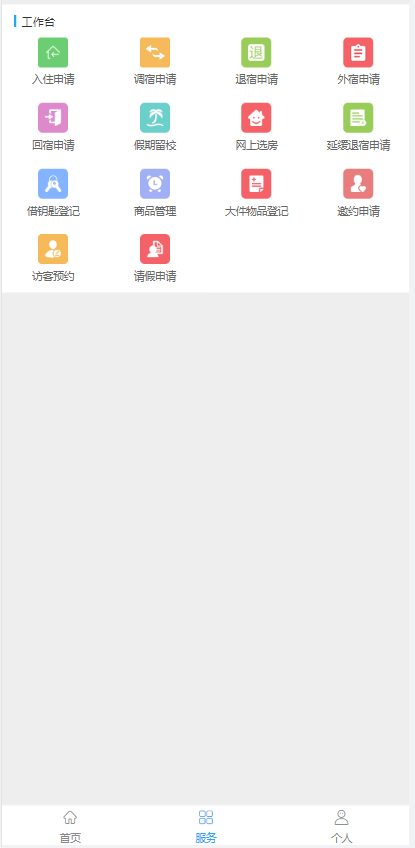 工作台
入住申请 调宿申请 退宿申请 外宿申请
回宿申请 假期留校 网上选房 延缓退宿申请
借钥匙登记 商品管理 大件物品登记 邀约申请
访客预约 请假申请
首页 服务 个人